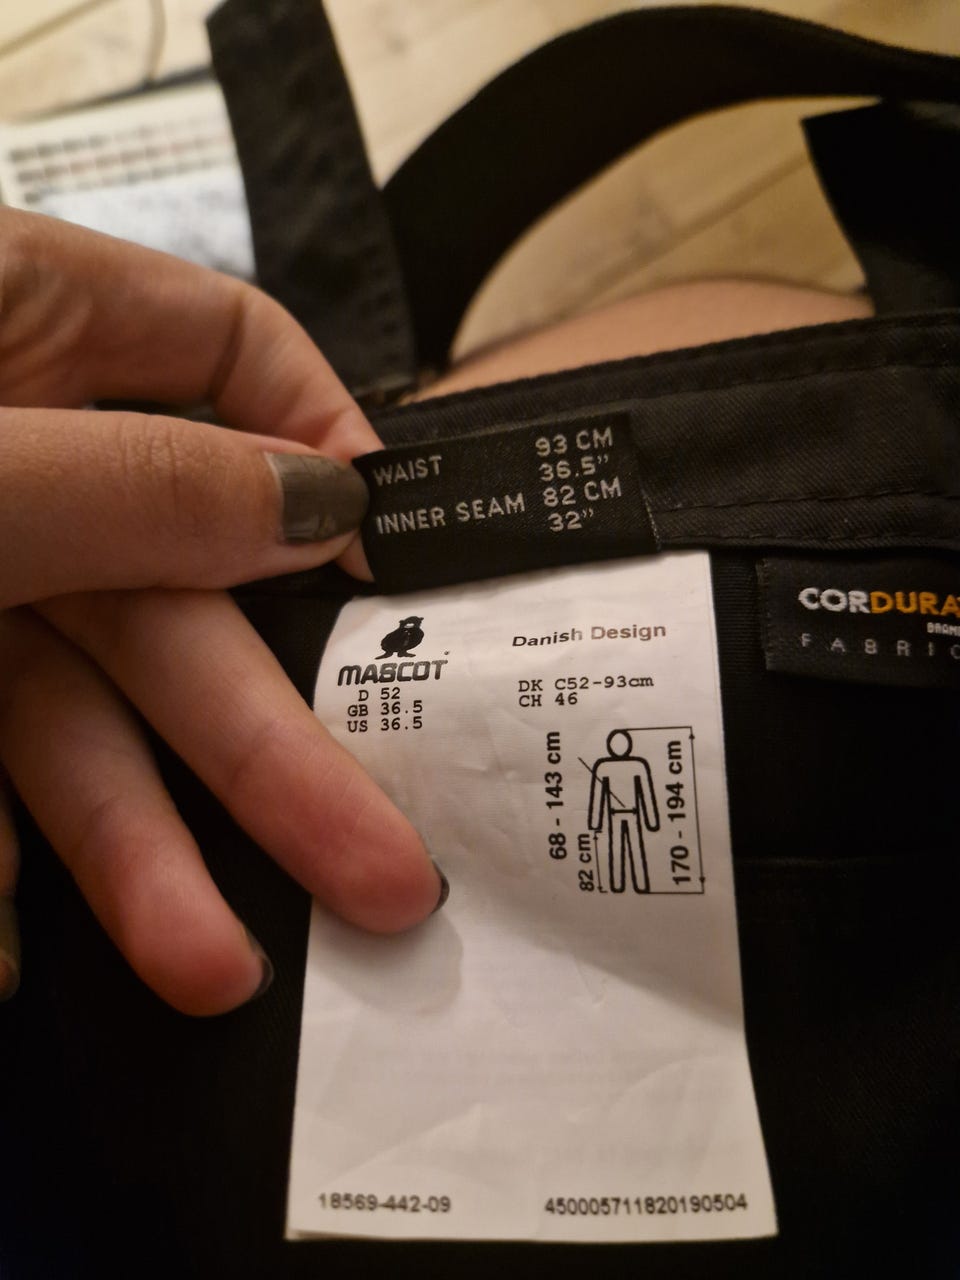 WAIST 93 CM
36.5"
INNER SEAM 82 CM
32"
MASCOT
Danish Design
D 52
GB 36.5
US 36.5
DK C52-93cm
CH 46
68 - 143 cm
82 cm
170 - 194 cm
CORDURA
FABRIC
18569-442-09
450005711820190504